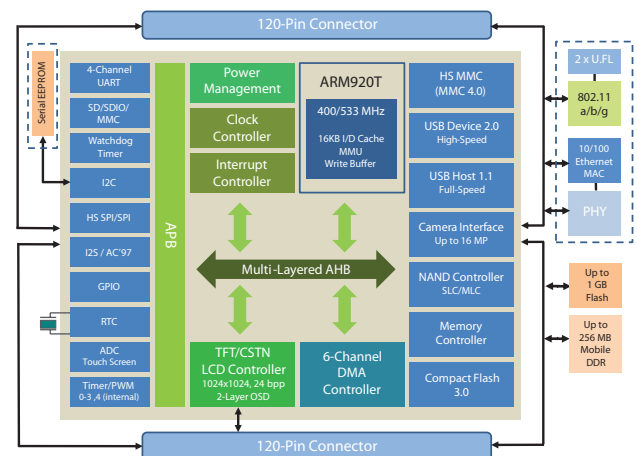 120-Pin Connector
Serial EEPROM
4-Channel
UART
SD/SDIO/
MMC
Watchdog
Timer
I2C
HS SPI/SPI
I2S / AC'97
GPIO
RTC
ADC
Touch Screen
Timer/PWM
0-3 ,4 (internal)
APB
Power
Management
Clock
Controller
Interrupt
Controller
ARM920T
400/533 MHz
16KB I/D Cache
MMU
Write Buffer
Multi-Layered AHB
TFT/CSTN
LCD Controller
1024x1024, 24 bpp
2-Layer OSD
6-Channel
DMA
Controller
HS MMC
(MMC 4.0)
USB Device 2.0
High-Speed
USB Host 1.1
Full-Speed
Camera Interface
Up to 16 MP
NAND Controller
SLC/MLC
Memory
Controller
Compact Flash
3.0
2 x U.FL
802.11
a/b/g
10/100
Ethernet
MAC
PHY
Up to
1 GB
Flash
Up to
256 MB
Mobile
DDR
120-Pin Connector